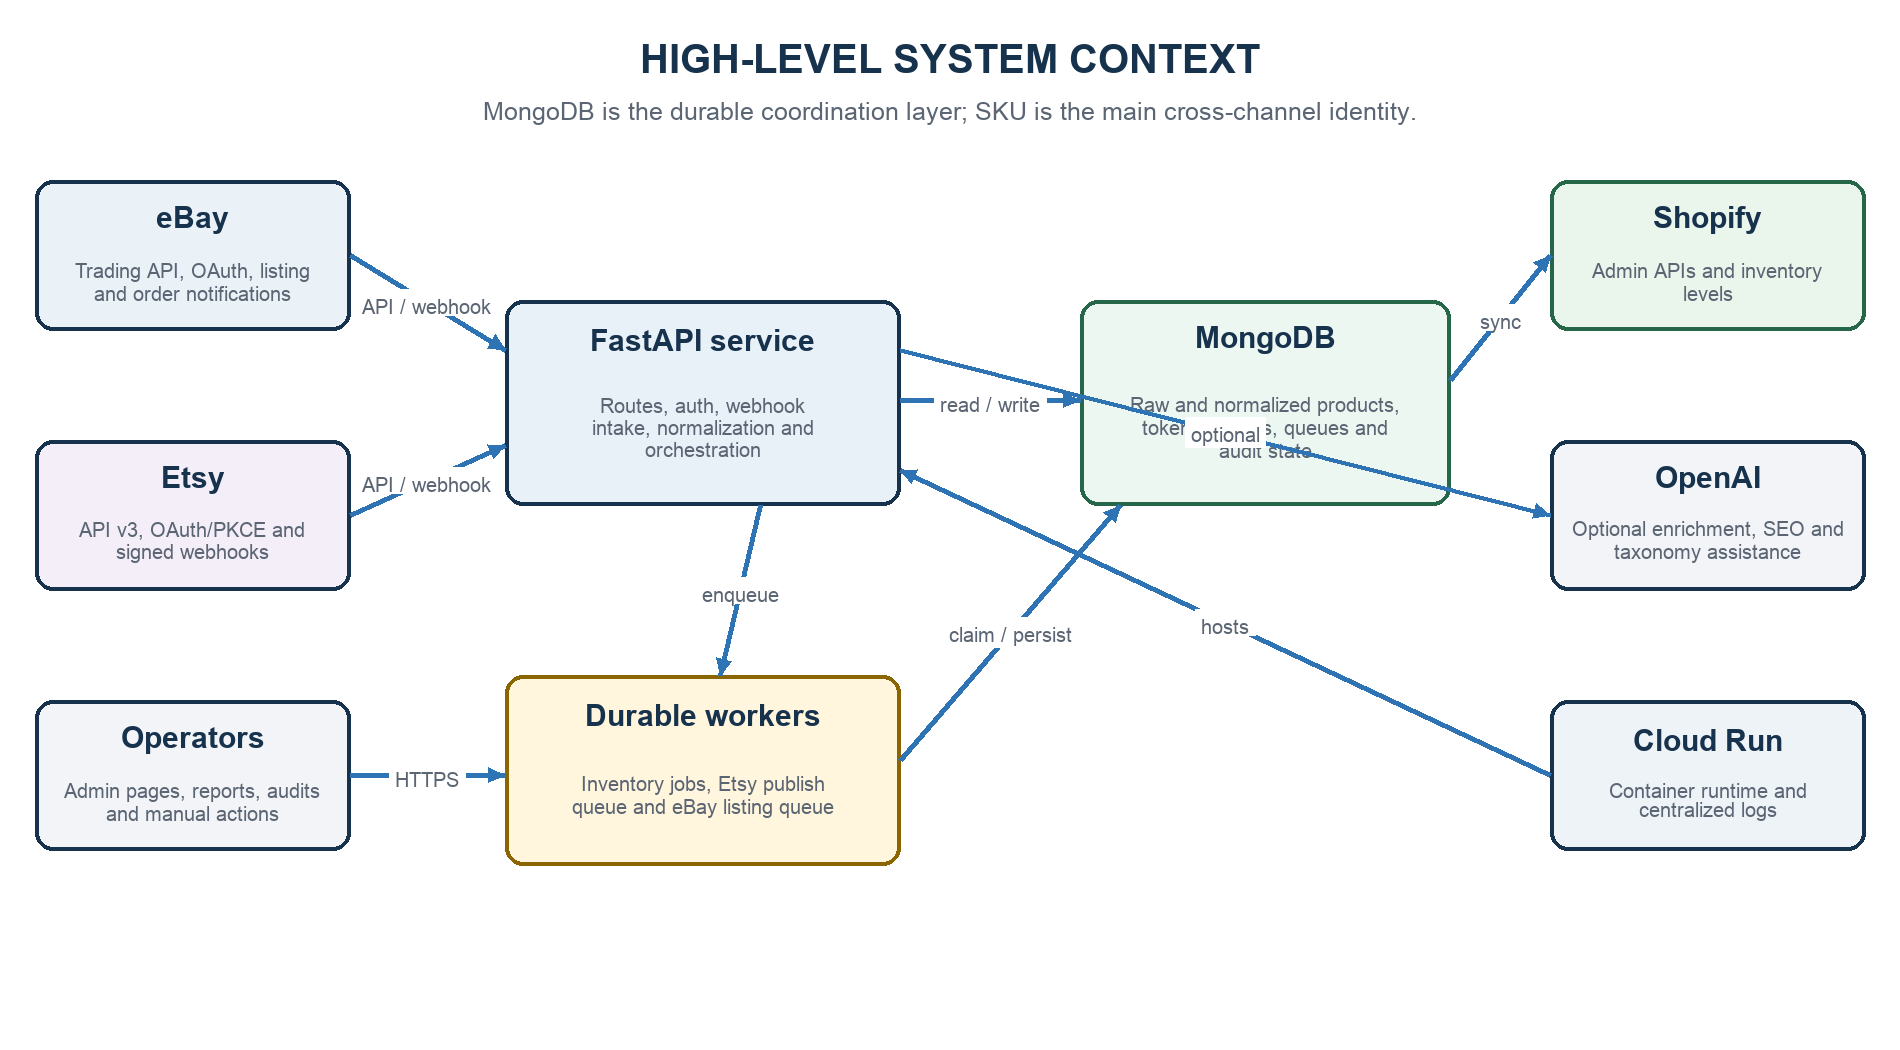 HIGH-LEVEL SYSTEM CONTEXT
MongoDB is the durable coordination layer; SKU is the main cross-channel identity.
eBay
Trading API, OAuth, listing
and order notifications
API / webhook
Etsy
API v3, OAuth/PKCE and
signed webhooks
API / webhook
Operators
Admin pages, reports, audits
and manual actions
HTTPS
FastAPI service
Routes, auth, webhook
intake, normalization and
orchestration
read / write
enqueue
Durable workers
Inventory jobs, Etsy publish
queue and eBay listing queue
claim / persist
MongoDB
Raw and normalized products,
queues and
audit state
optional
hosts
sync
Shopify
Admin APIs and inventory
levels
OpenAI
Optional enrichment, SEO and
taxonomy assistance
Cloud Run
Container runtime and
centralized logs